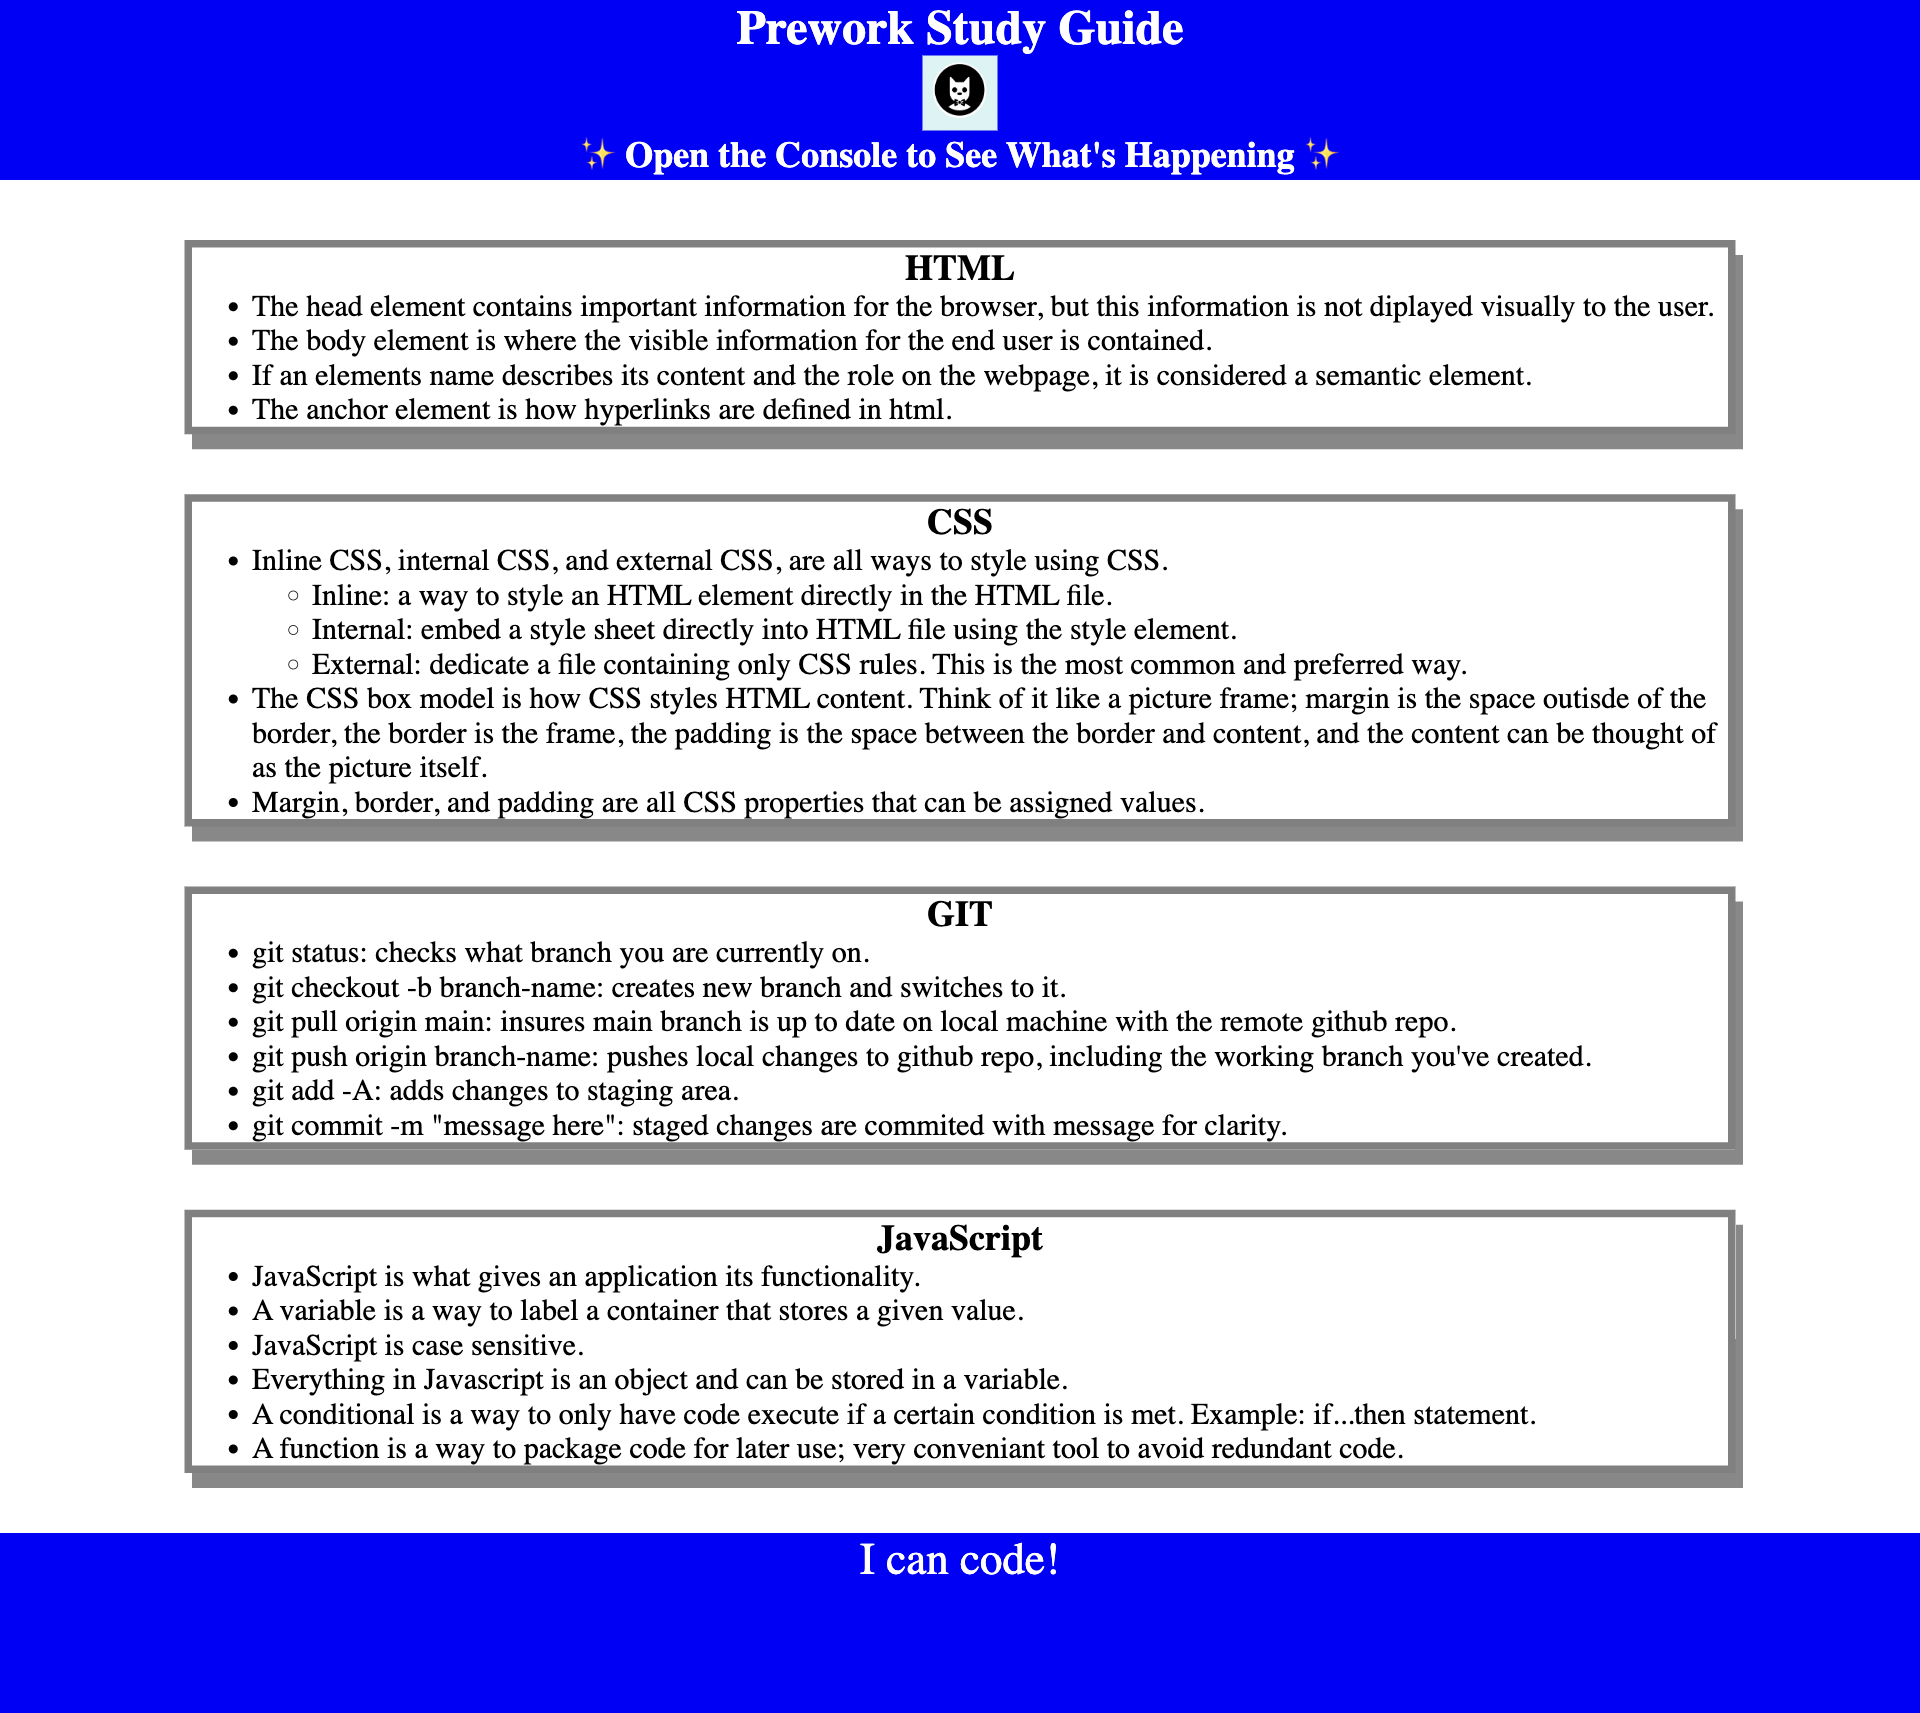 Prework Study Guide
✨ Open the Console to See What's Happening ✨
HTML
• The head element contains important information for the browser, but this information is not diplayed visually to the user.
• The body element is where the visible information for the end user is contained.
• If an elements name describes its content and the role on the webpage, it is considered a semantic element.
• The anchor element is how hyperlinks are defined in html.
CSS
• Inline CSS, internal CSS, and external CSS, are all ways to style using CSS.
◦ Inline: a way to style an HTML element directly in the HTML file.
◦ Internal: embed a style sheet directly into HTML file using the style element.
◦ External: dedicate a file containing only CSS rules. This is the most common and preferred way.
• The CSS box model is how CSS styles HTML content. Think of it like a picture frame; margin is the space outisde of the
border, the border is the frame, the padding is the space between the border and content, and the content can be thought of
as the picture itself.
• Margin, border, and padding are all CSS properties that can be assigned values.
GIT
• git status: checks what branch you are currently on.
• git checkout -b branch-name: creates new branch and switches to it.
• git pull origin main: insures main branch is up to date on local machine with the remote github repo.
• git push origin branch-name: pushes local changes to github repo, including the working branch you've created.
• git add -A: adds changes to staging area.
• git commit -m "message here": staged changes are commited with message for clarity.
JavaScript
• JavaScript is what gives an application its functionality.
• A variable is a way to label a container that stores a given value.
• JavaScript is case sensitive.
• Everything in Javascript is an object and can be stored in a variable.
• A conditional is a way to only have code execute if a certain condition is met. Example: if...then statement.
• A function is a way to package code for later use; very conveniant tool to avoid redundant code.
I can code!